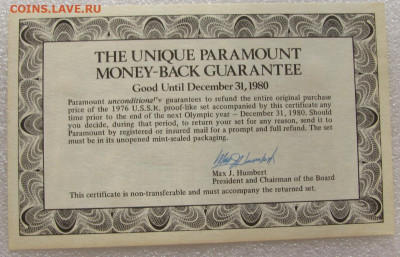 COINS.LAVE.RU
THE UNIQUE PARAMOUNT
MONEY-BACK GUARANTEE
Good Until December 31, 1980
Paramount unconditionally guarantees to refund the entire original purchase
price of the 1976 U.S.S.R. proof-like set accompanied by this certificate any
time prior to the end of the next Olympic year – December 31, 1980. Should
you decide, during that period, to return your set for any reason, send it to
Paramount by registered or insured mail for a prompt and full refund. The set
must be in its unopened mint-sealed packaging.
Max J. Humbert
Max J. Humbert
President and Chairman of the Board
This certificate is non-transferable and must accompany the returned set.